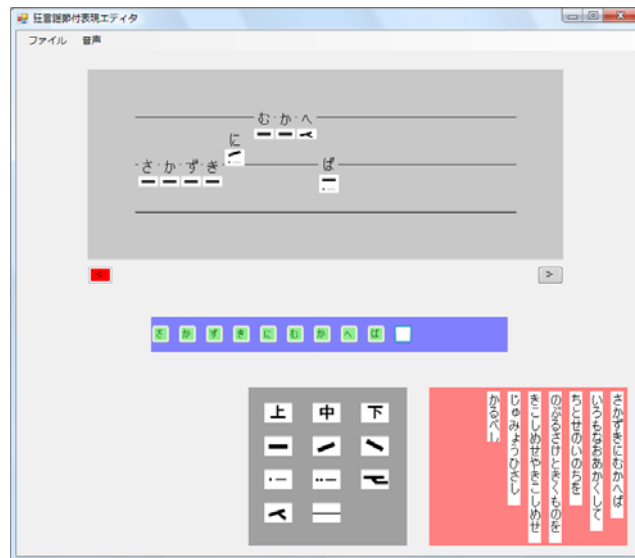 狂言謡節付表現エディタ
ファイル 音声
む か へ
に
さ か ず き
ば
< >
さ か ず き に む か へ ば
上 中 下
さかずきにむかへば
いろもなおあかくして
ちとせのいのちを
のぶるさけときくものを
きこしめせやきこしめせ
じゅみょうひさし
かるべし